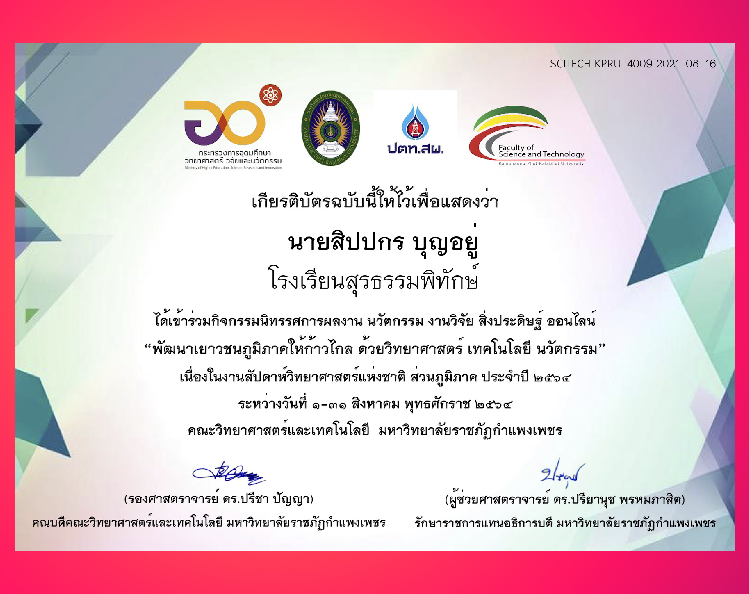 SCITECH KPRU 4009 2021 08 16
กระทรวงการอุดมศึกษา
วิทยาศาสตร์ วิจัยและนวัตกรรม
ปตท.สผ.
Faculty of
Science and Technology
เกียรติบัตรฉบับนี้ให้ไว้เพื่อแสดงว่า
นายสิปปกร บุญอยู่
โรงเรียนสุรธรรมพิทักษ์
ได้เข้าร่วมกิจกรรมนิทรรศการผลงาน นวัตกรรม งานวิจัย สิ่งประดิษฐ์ ออนไลน์
“พัฒนาเยาวชนภูมิภาคให้ก้าวไกล ด้วยวิทยาศาสตร์ เทคโนโลยี นวัตกรรม”
เนื่องในงานสัปดาห์วิทยาศาสตร์แห่งชาติ ส่วนภูมิภาค ประจำปี ๒๕๖๔
ระหว่างวันที่ ๑-๓๑ สิงหาคม พุทธศักราช ๒๕๖๔
คณะวิทยาศาสตร์และเทคโนโลยี มหาวิทยาลัยราชภัฏกำแพงเพชร
(รองศาสตราจารย์ ดร.ปรีชา ปัญญา)
(ผู้ช่วยศาสตราจารย์ ดร.ปรียานุช พรหมภาสิต)
คณบดีคณะวิทยาศาสตร์และเทคโนโลยี มหาวิทยาลัยราชภัฏกำแพงเพชร
รักษาราชการแทนอธิการบดี มหาวิทยาลัยราชภัฏกำแพงเพชร